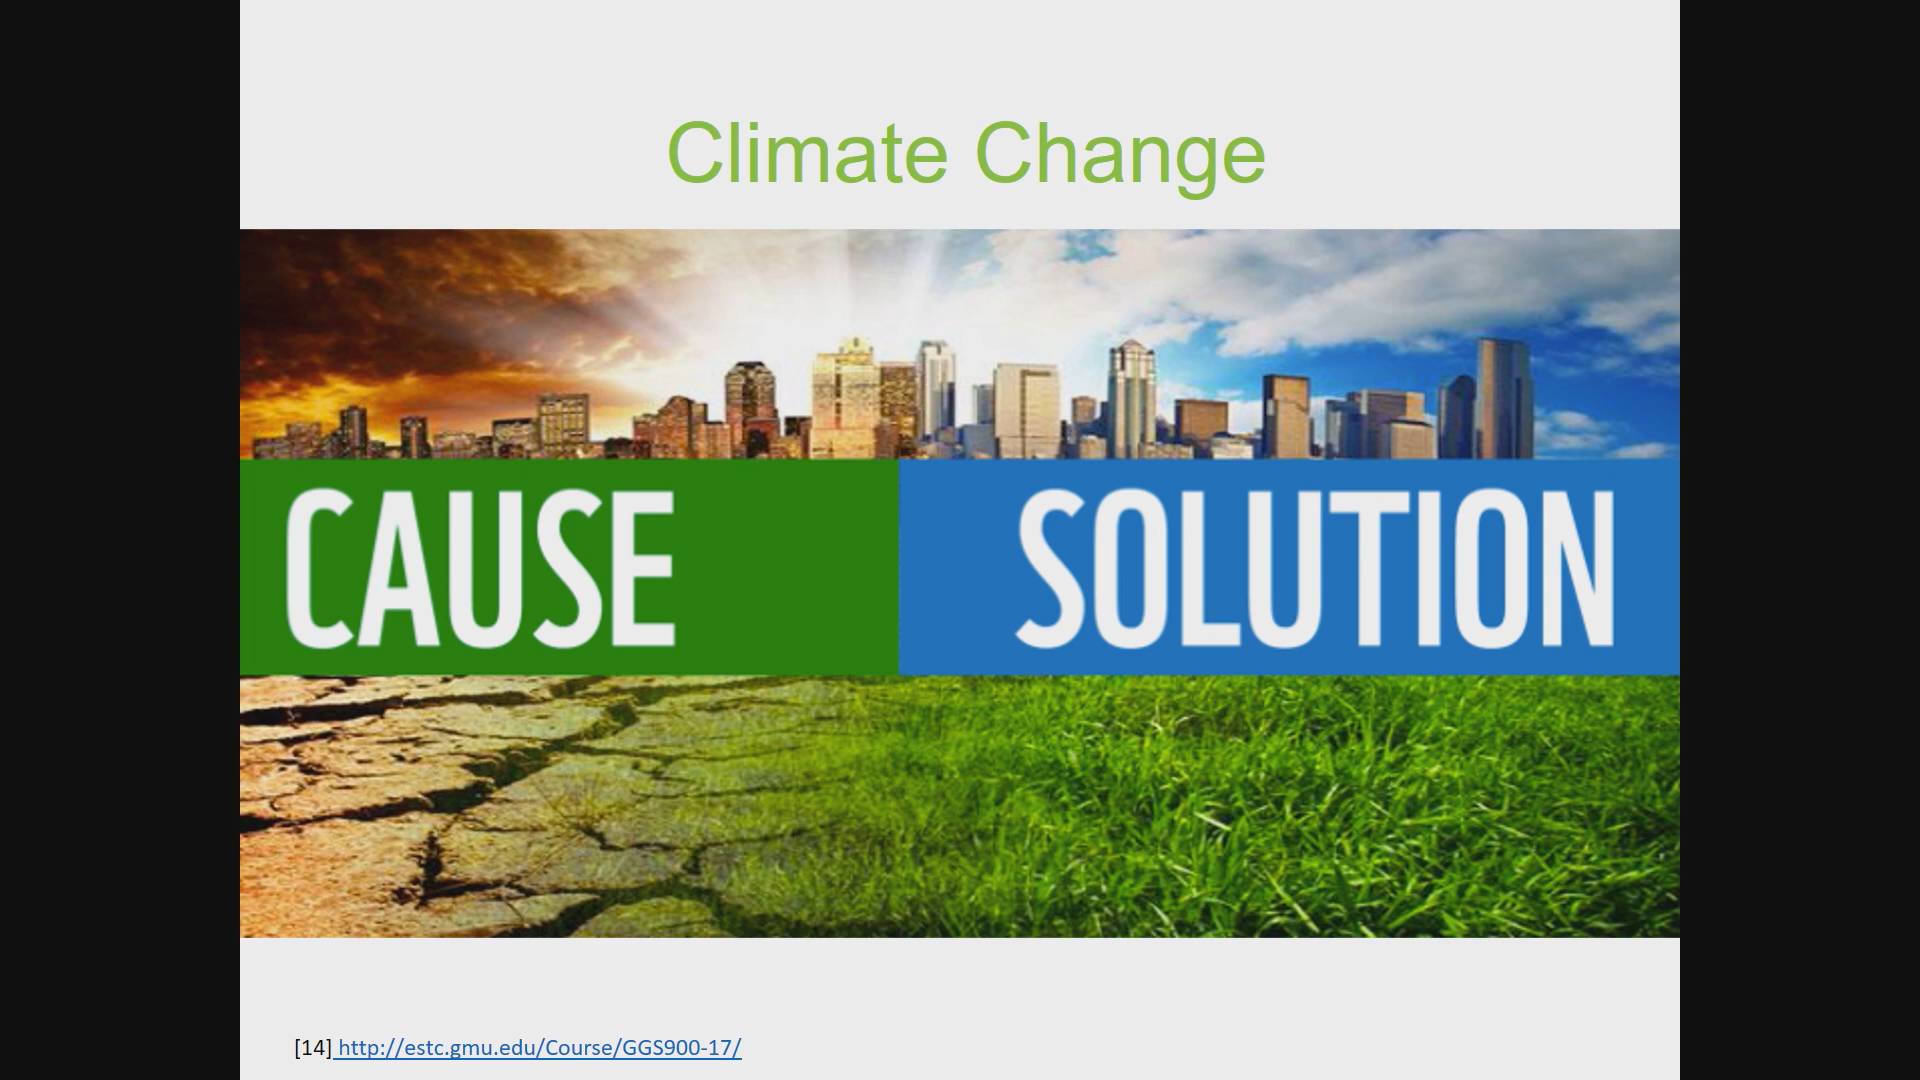 Climate Change
CAUSE
SOLUTION
[14] http://estc.gmu.edu/Course/GGS900-17/